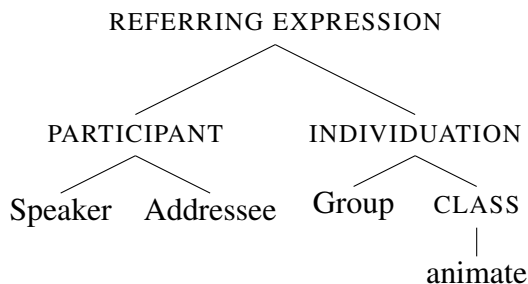 REFERRING EXPRESSION
PARTICIPANT INDIVIDUATION
Speaker Addressee Group CLASS
animate